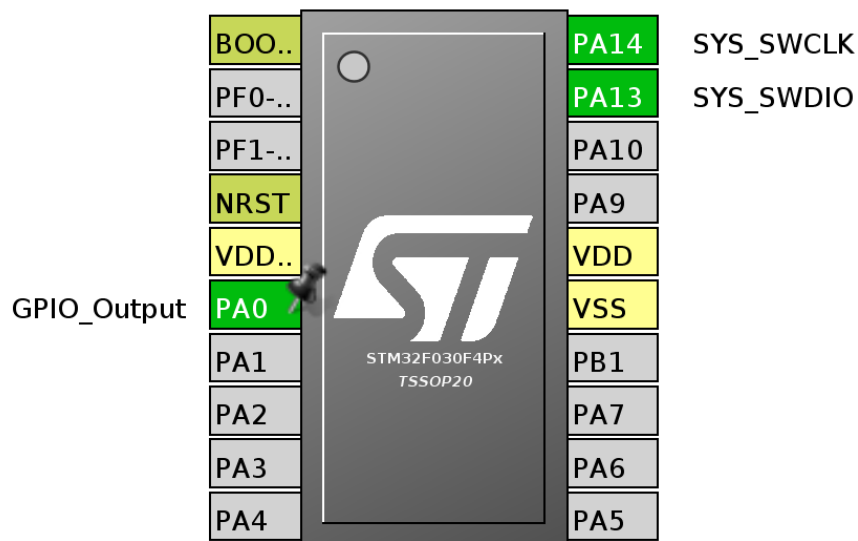 BOO.. PA14 SYS_SWCLK
PF0-.. PA13 SYS_SWDIO
PF1-.. PA10
NRST PA9
VDD.. VDD
GPIO_Output PA0 VSS
STM32F030F4Px
PA1 PB1
TSSOP20
PA2 PA7
PA3 PA6
PA4 PA5